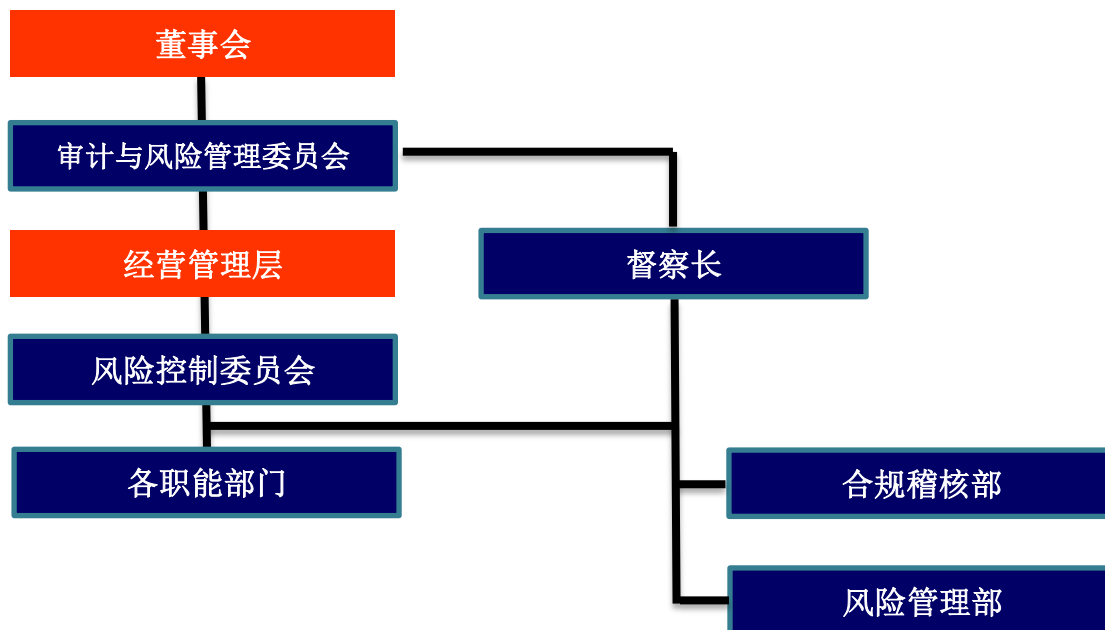 董事会
审计与风险管理委员会
经营管理层
督察长
风险控制委员会
各职能部门
合规稽核部
风险管理部